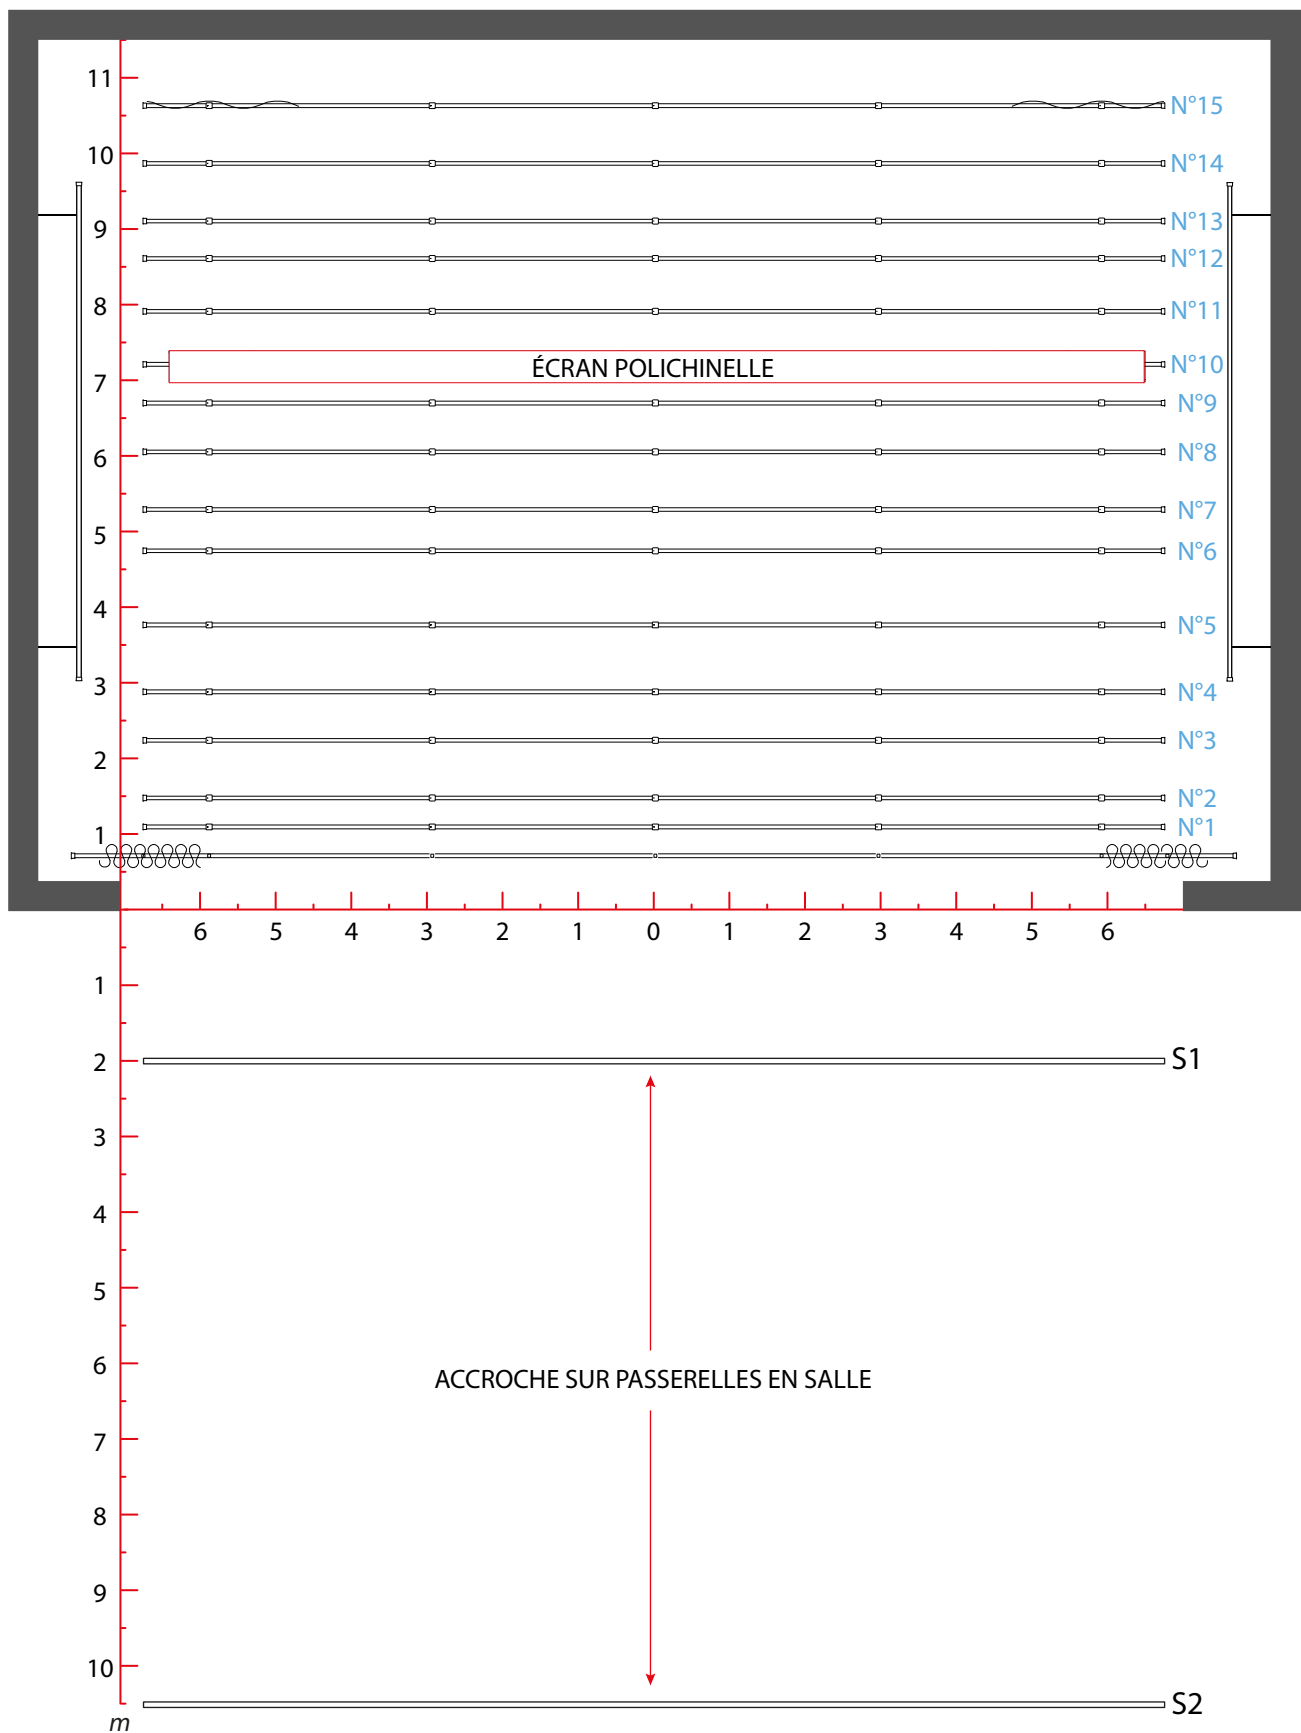 11
N°15
10
N°14
9
N°13
N°12
8
N°11
ÉCRAN POLICHINELLE
N°10
7
N°9
6
N°8
5
N°7
N°6
4
N°5
3
N°4
2
N°3
N°2
1
N°1
6 5 4 3 2 1 0 1 2 3 4 5 6
1
2
S1
3
4
5
6
ACCROCHE SUR PASSERELLES EN SALLE
7
8
9
10
S2
m